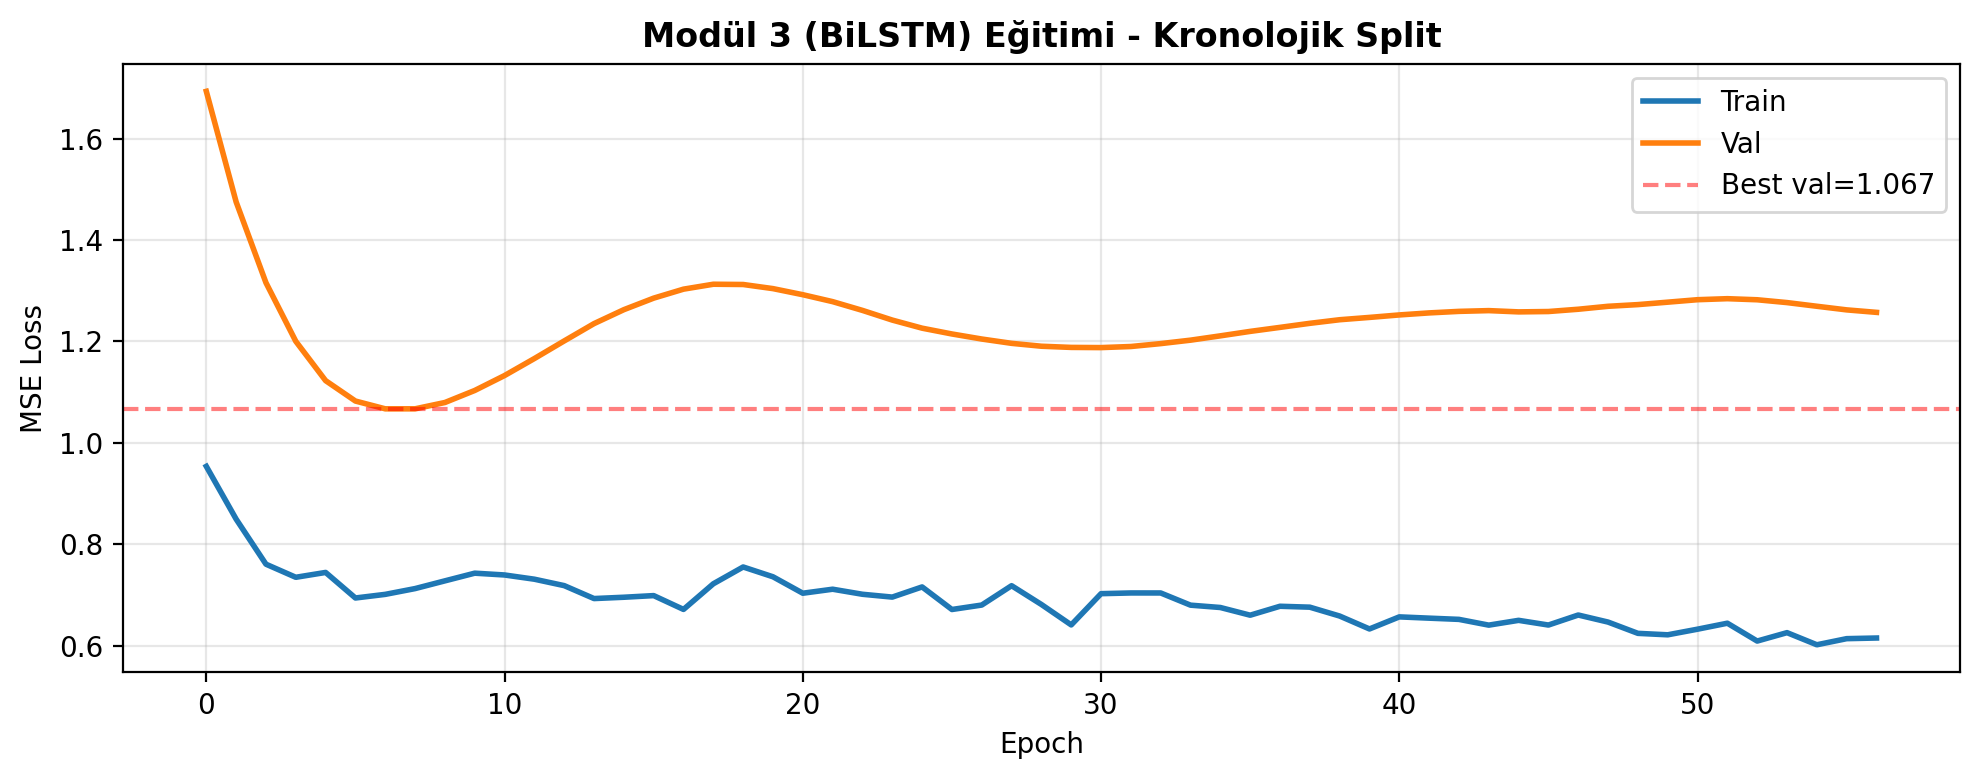 Modül 3 (BiLSTM) Eğitimi - Kronolojik Split
Train
Val
Best val=1.067
MSE Loss
1.6
1.4
1.2
1.0
0.8
0.6
0 10 20 30 40 50
Epoch